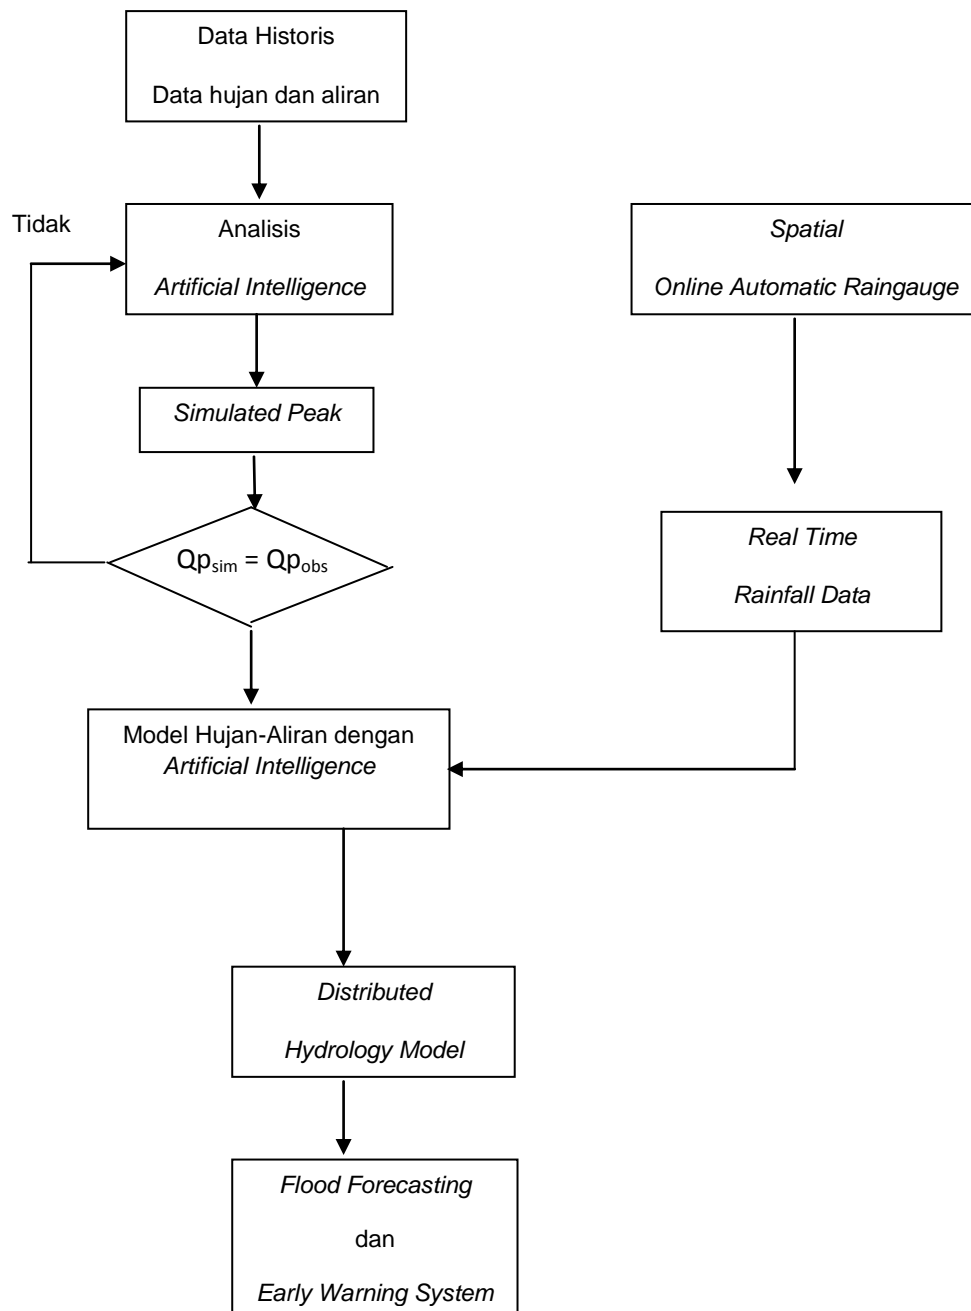 Data Historis
Data hujan dan aliran
Tidak
Analisis
Artificial Intelligence
Spatial
Online Automatic Raingauge
Simulated Peak
Qpsim = Qpobs
Real Time
Rainfall Data
Model Hujan-Aliran dengan
Artificial Intelligence
Distributed
Hydrology Model
Flood Forecasting
dan
Early Warning System